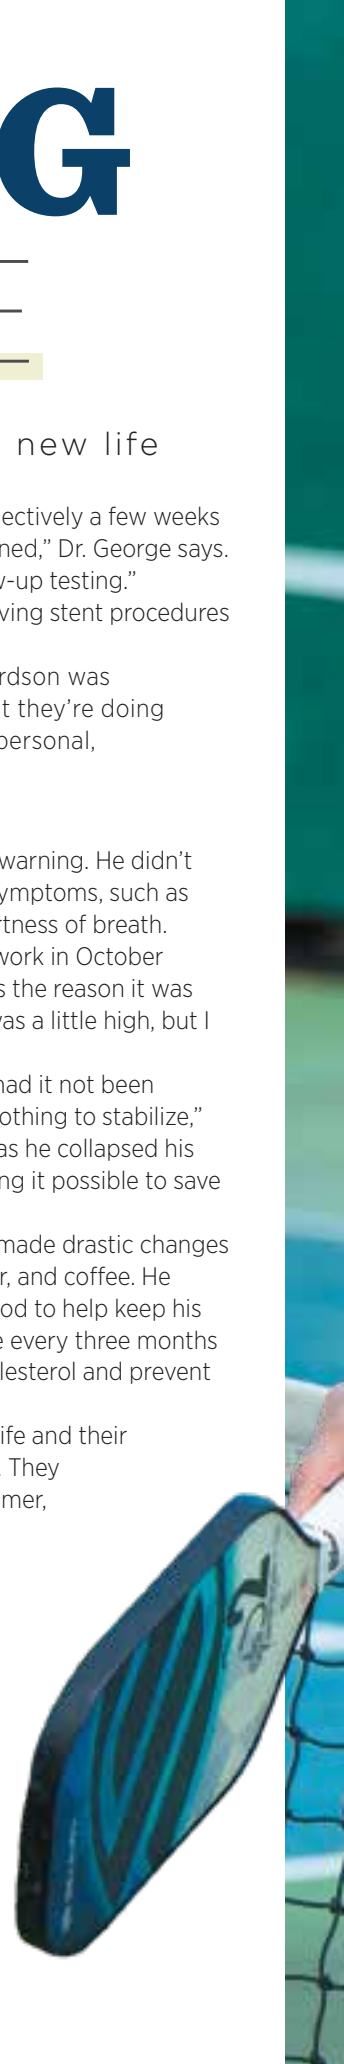 G
new life
ectively a few weeks
ned,” Dr. George says.
w-up testing.”
ving stent procedures
rdson was
t they’re doing
personal,
warning. He didn’t
ymptoms, such as
rtness of breath.
work in October
s the reason it was
as a little high, but I
had it not been
othing to stabilize,”
as he collapsed his
ng it possible to save
made drastic changes
r, and coffee. He
od to help keep his
e every three months
lesterol and prevent
ife and their
. They
mer,